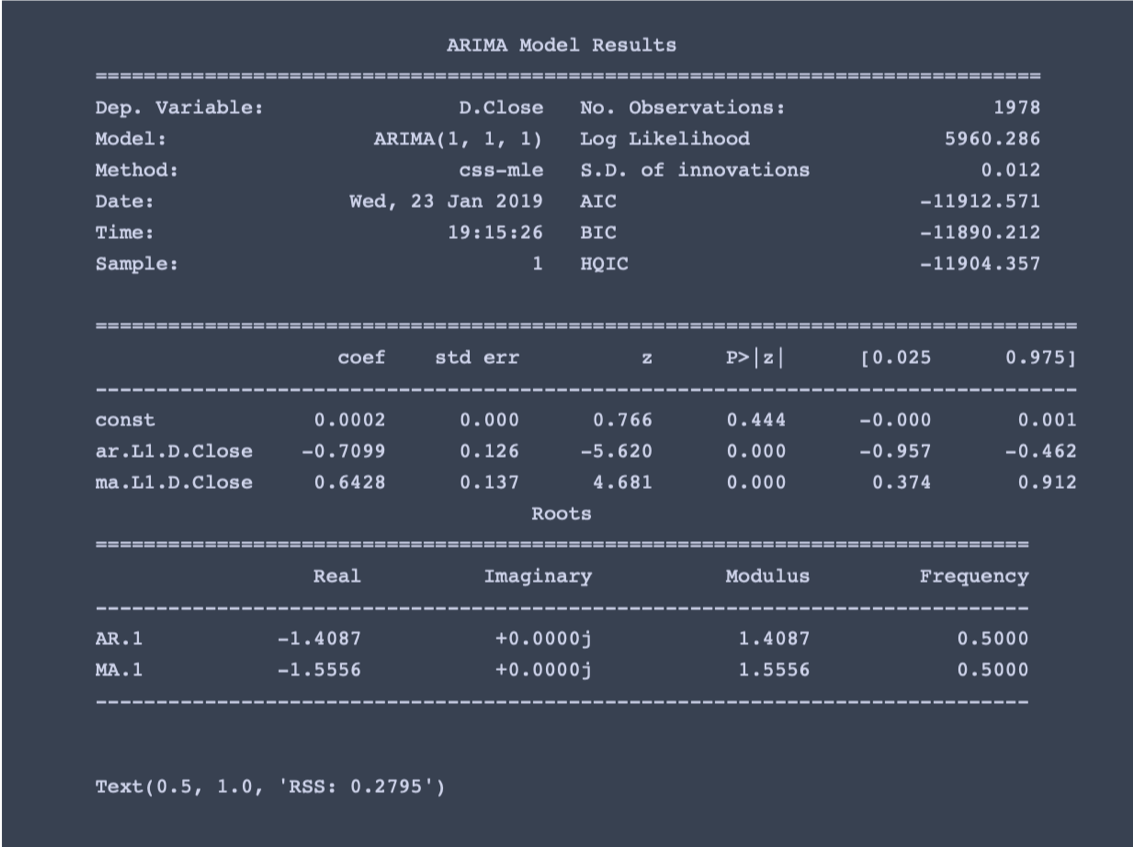 ARIMA Model Results
==============================================================================
Dep. Variable: D.Close No. Observations: 1978
Model: ARIMA(1, 1, 1) Log Likelihood 5960.286
Method: css-mle S.D. of innovations 0.012
Date: Wed, 23 Jan 2019 AIC -11912.571
Time: 19:15:26 BIC -11890.212
Sample: 1 HQIC -11904.357
=================================================================================
coef std err z P>|z| [0.025 0.975]
---------------------------------------------------------------------------------
const 0.0002 0.000 0.766 0.444 -0.000 0.001
ar.L1.D.Close -0.7099 0.126 -5.620 0.000 -0.957 -0.462
ma.L1.D.Close 0.6428 0.137 4.681 0.000 0.374 0.912
Roots
=============================================================================
Real Imaginary Modulus Frequency
-----------------------------------------------------------------------------
AR.1 -1.4087 +0.0000j 1.4087 0.5000
MA.1 -1.5556 +0.0000j 1.5556 0.5000
-----------------------------------------------------------------------------
Text(0.5, 1.0, 'RSS: 0.2795')